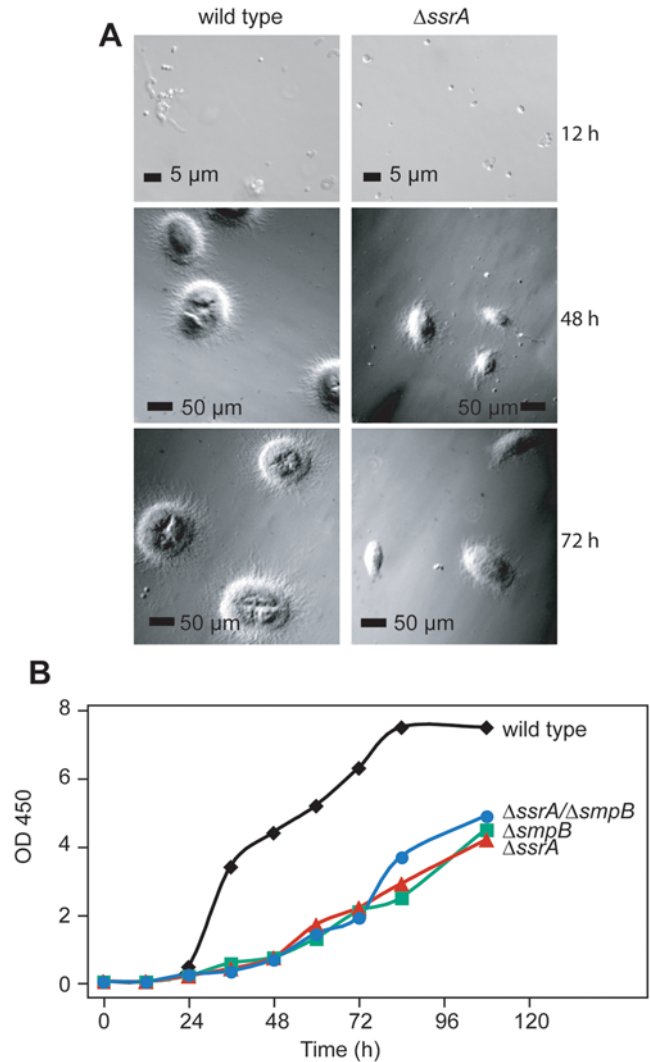 A
wild type ΔssrA
5 µm 5 µm 12 h
50 µm 50 µm 48 h
50 µm 50 µm 72 h
B
8
6
4
2
0
OD 450
wild type
ΔssrA/ΔsmpB
ΔsmpB
ΔssrA
0 24 48 72 96 120
Time (h)